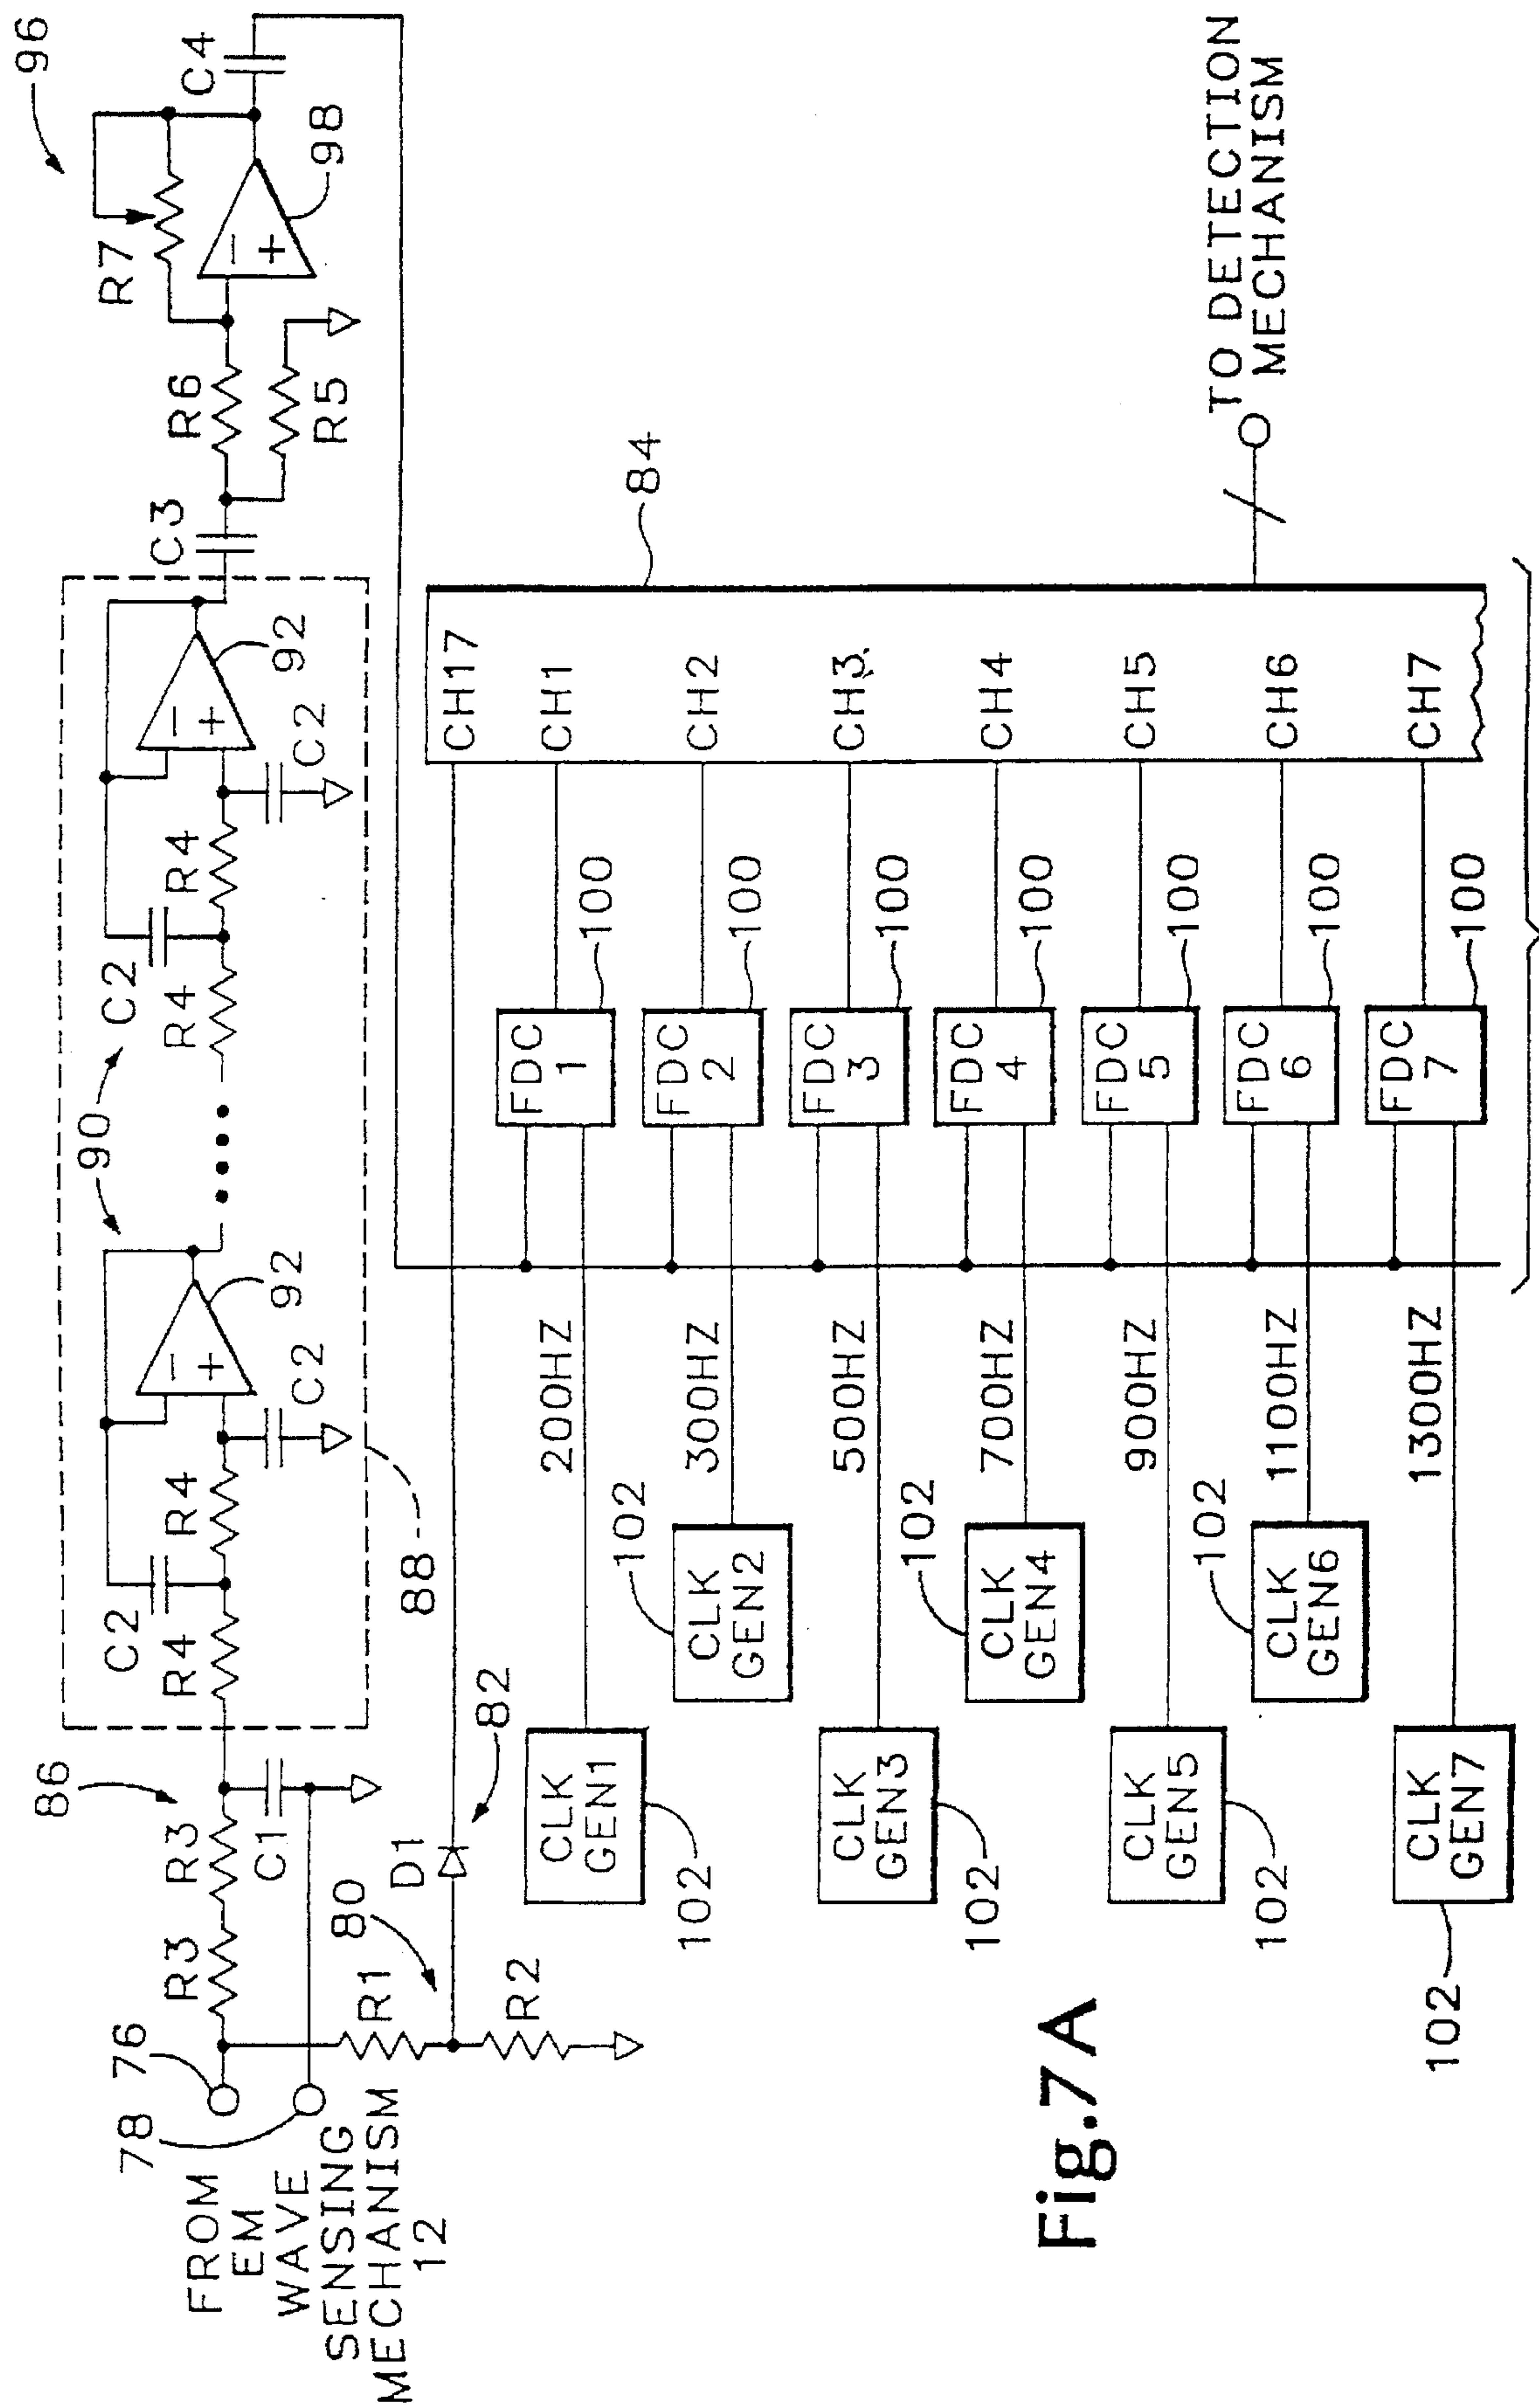 96
R7
C4
98
R6
R5
C3
90
C2
R4
R4
92
C2
C2
R4
R4
92
C2
88
86
R3
R3
C1
76
78
FROM
EM
WAVE
SENSING
MECHANISM
12
R1
80
R2
D1
82
84
CH17
CH1
CH2
CH3
CH4
CH5
CH6
CH7
TO DETECTION
MECHANISM
FDC
1
100
FDC
2
100
FDC
3
100
FDC
4
100
FDC
5
100
FDC
6
100
FDC
7
100
200HZ
300HZ
500HZ
700HZ
900HZ
1100HZ
1300HZ
CLK
GEN1
102
CLK
GEN2
102
CLK
GEN3
102
CLK
GEN4
102
CLK
GEN5
102
CLK
GEN6
102
CLK
GEN7
102
Fig.7A